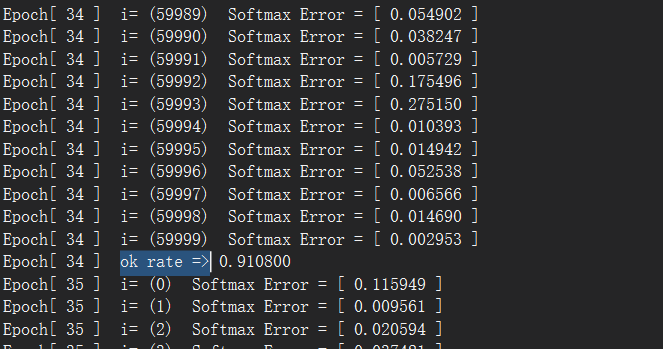 Epoch[ 34 ] i= (59989) Softmax Error = [ 0.054902 ]
Epoch[ 34 ] i= (59990) Softmax Error = [ 0.038247 ]
Epoch[ 34 ] i= (59991) Softmax Error = [ 0.005729 ]
Epoch[ 34 ] i= (59992) Softmax Error = [ 0.175496 ]
Epoch[ 34 ] i= (59993) Softmax Error = [ 0.275150 ]
Epoch[ 34 ] i= (59994) Softmax Error = [ 0.010393 ]
Epoch[ 34 ] i= (59995) Softmax Error = [ 0.014942 ]
Epoch[ 34 ] i= (59996) Softmax Error = [ 0.052538 ]
Epoch[ 34 ] i= (59997) Softmax Error = [ 0.006566 ]
Epoch[ 34 ] i= (59998) Softmax Error = [ 0.014690 ]
Epoch[ 34 ] i= (59999) Softmax Error = [ 0.002953 ]
Epoch[ 34 ] ok rate => 0.910800
Epoch[ 35 ] i= (0) Softmax Error = [ 0.115949 ]
Epoch[ 35 ] i= (1) Softmax Error = [ 0.009561 ]
Epoch[ 35 ] i= (2) Softmax Error = [ 0.020594 ]